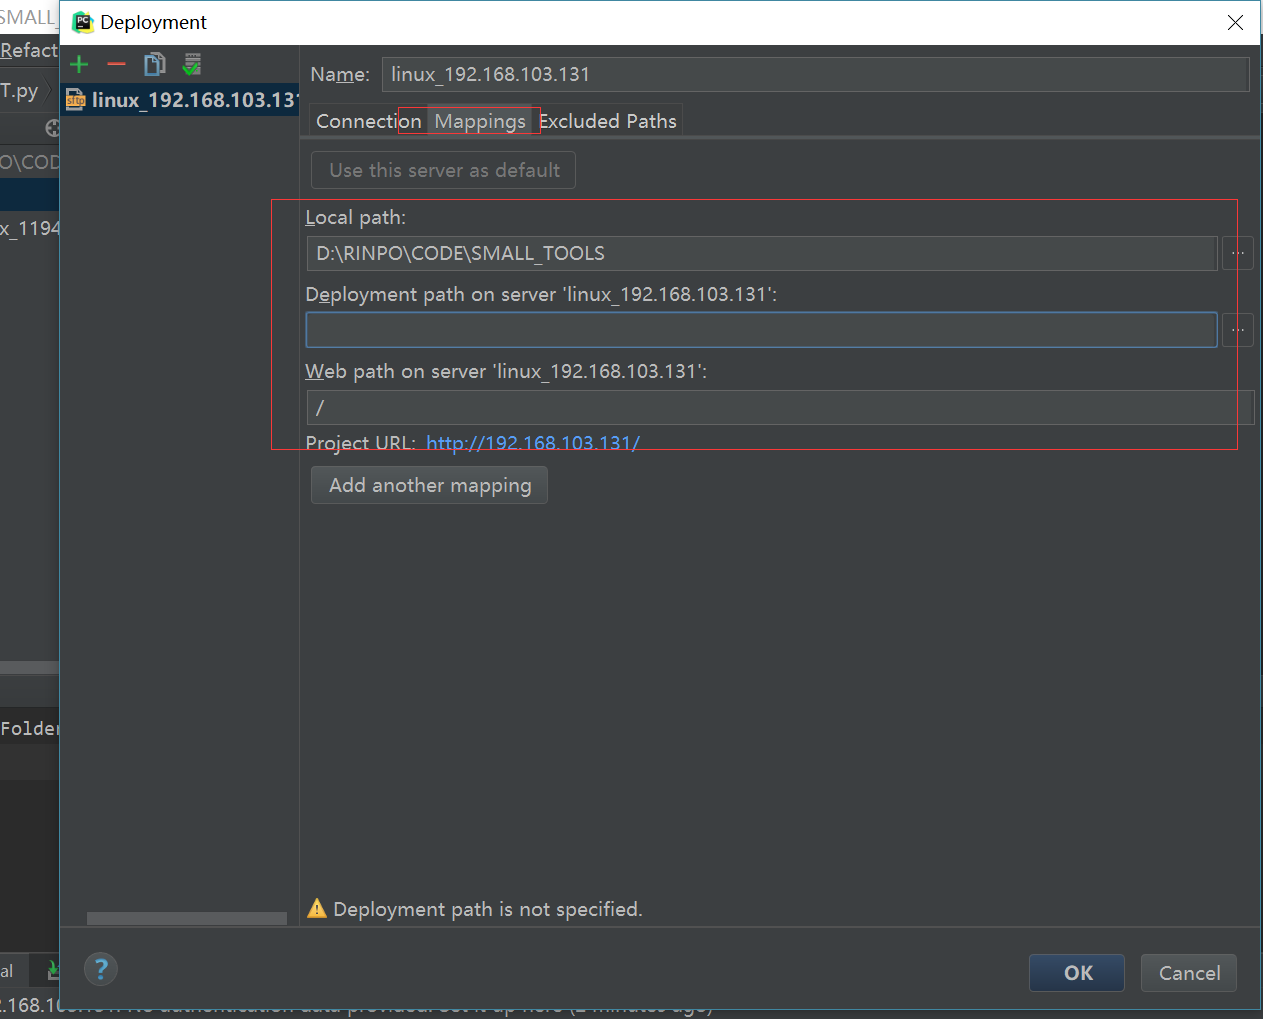 SMALL_
Deployment
Refact
T.py
linux_192.168.103.131
Name: linux_192.168.103.131
Connection Mappings Excluded Paths
O\COD
Use this server as default
x_1194
Local path:
D:\RINPO\CODE\SMALL_TOOLS
...
Deployment path on server 'linux_192.168.103.131':
...
Web path on server 'linux_192.168.103.131':
/
Project URL: http://192.168.103.131/
Add another mapping
Folder
Deployment path is not specified.
al
?
OK Cancel